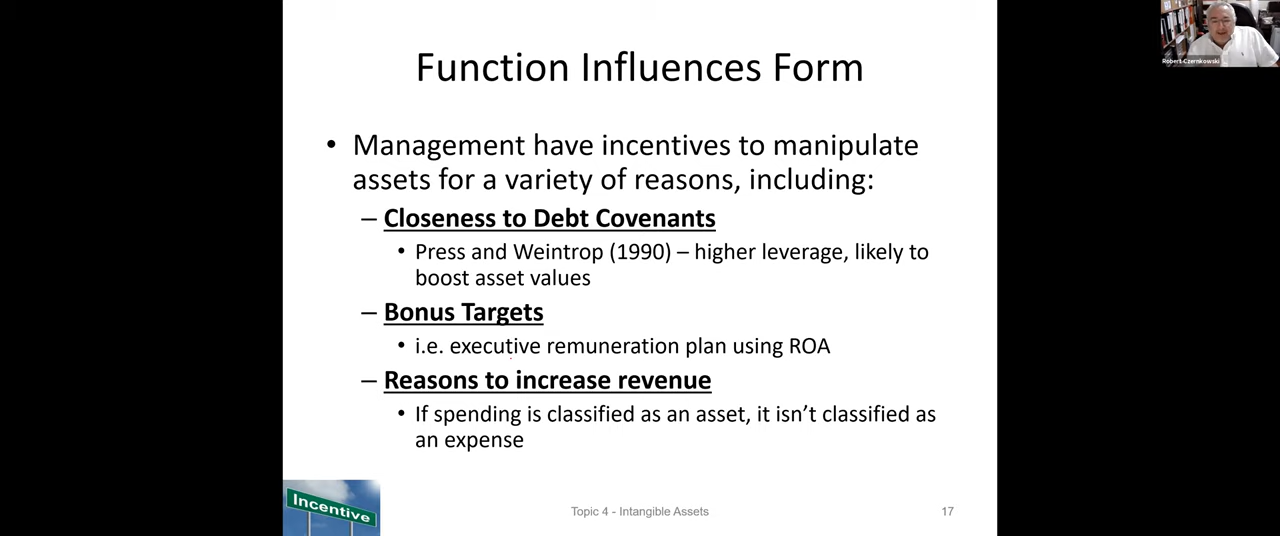 Robert Czernkowski
Function Influences Form
• Management have incentives to manipulate
assets for a variety of reasons, including:
– Closeness to Debt Covenants
• Press and Weintrop (1990) – higher leverage, likely to
boost asset values
– Bonus Targets
• i.e. executive remuneration plan using ROA
– Reasons to increase revenue
• If spending is classified as an asset, it isn't classified as
an expense
Incentive
Topic 4 - Intangible Assets
17